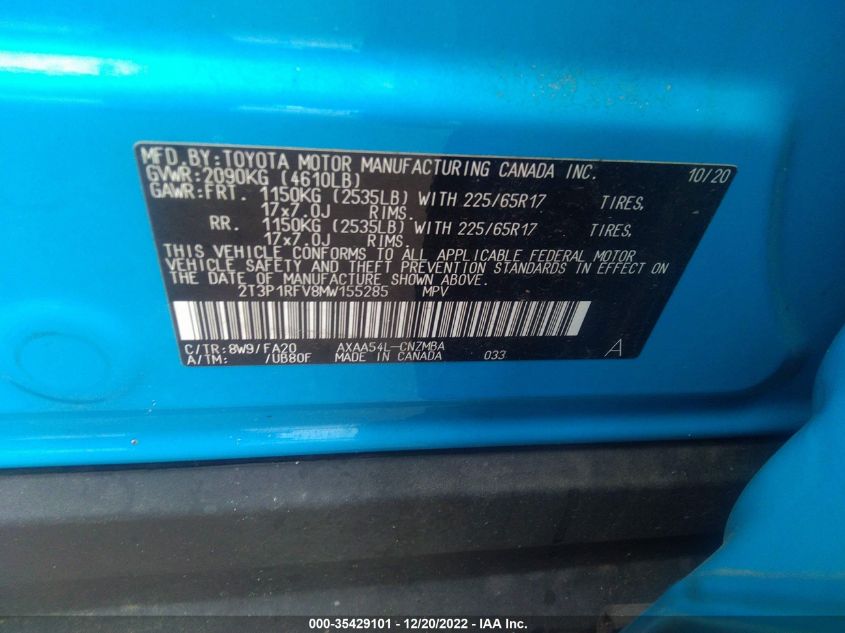 MFD.BY:TOYOTA MOTOR MANUFACTURING CANADA INC. 10/20
GVWR:2090KG (4610LB)
GAWR:FRT. 1150KG (2535LB) WITH 225/65R17 TIRES,
17x7.0J RIMS.
RR. 1150KG (2535LB) WITH 225/65R17 TIRES,
17x7.0J RIMS.
THIS VEHICLE CONFORMS TO ALL APPLICABLE FEDERAL MOTOR
VEHICLE SAFETY AND THEFT PREVENTION STANDARDS IN EFFECT ON
THE DATE OF MANUFACTURE SHOWN ABOVE.
2T3P1RFV8MW155285 MPV
C/TR:8W9/FA20 AXAA54L-CNZMBA
A/TM: /UB80F MADE IN CANADA 033 A
000-35429101 - 12/20/2022 - IAA Inc.